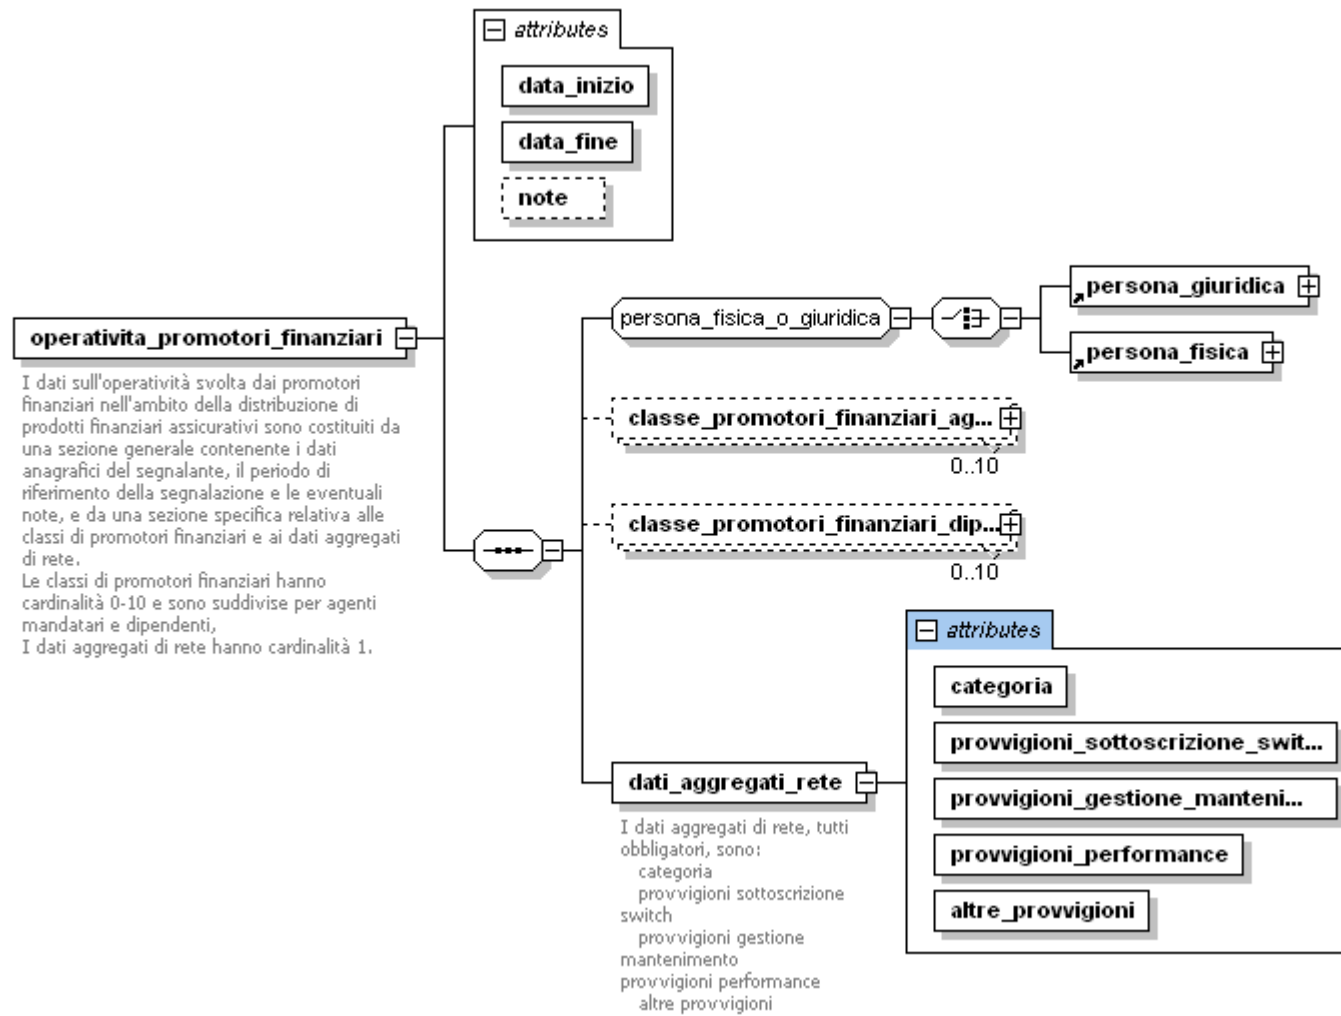 attributes
data_inizio
data_fine
note
operativita_promotori_finanziari
I dati sull'operatività svolta dai promotori
finanziari nell'ambito della distribuzione di
prodotti finanziari assicurativi sono costituiti da
una sezione generale contenente i dati
anagrafici del segnalante, il periodo di
riferimento della segnalazione e le eventuali
note, e da una sezione specifica relativa alle
classi di promotori finanziari e ai dati aggregati
di rete.
Le classi di promotori finanziari hanno
cardinalità 0-10 e sono suddivise per agenti
mandatari e dipendenti,
I dati aggregati di rete hanno cardinalità 1.
persona_fisica_o_giuridica
persona_giuridica
persona_fisica
classe_promotori_finanziari_ag...
0..10
classe_promotori_finanziari_dip...
0..10
dati_aggregati_rete
I dati aggregati di rete, tutti
obbligatori, sono:
categoria
provvigioni sottoscrizione
switch
provvigioni gestione
mantenimento
provvigioni performance
altre provvigioni
attributes
categoria
provvigioni_sottoscrizione_swit...
provvigioni_gestione_manteni...
provvigioni_performance
altre_provvigioni